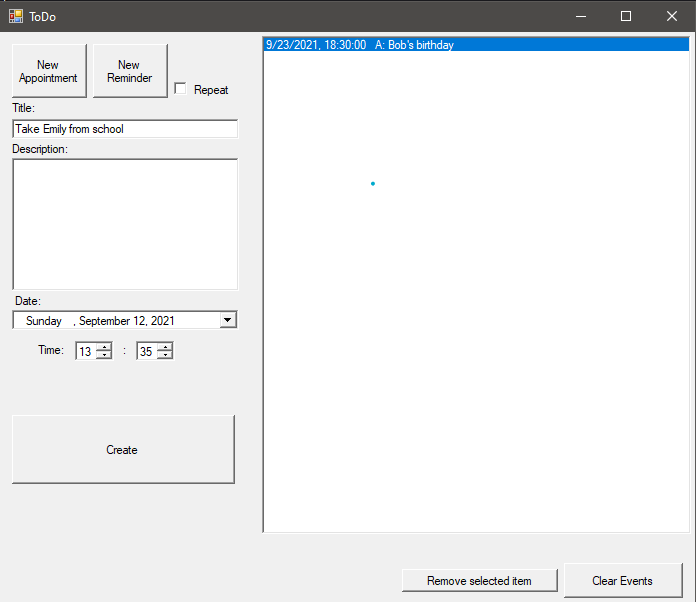 ToDo
New
Appointment
New
Reminder
Repeat
Title:
Take Emily from school
Description:
Date:
Sunday , September 12, 2021
Time: 13 : 35
Create
9/23/2021, 18:30:00 A: Bob's birthday
Remove selected item
Clear Events